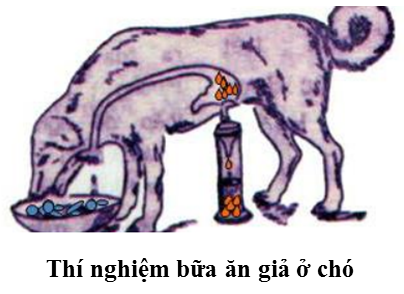 Thí nghiệm bữa ăn giả ở chó